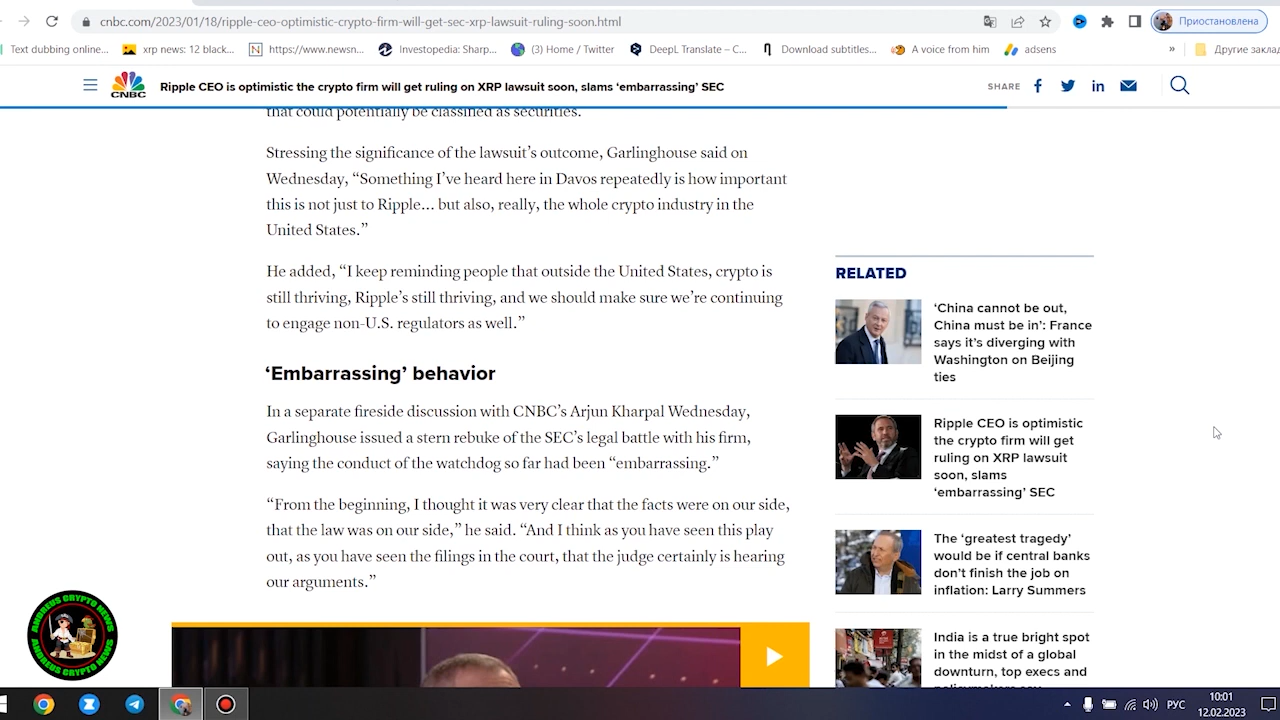 cnbc.com/2023/01/18/ripple-ceo-optimistic-crypto-firm-will-get-sec-xrp-lawsuit-ruling-soon.html
Приостановлена
Text dubbing online...
xrp news: 12 black...
https://www.newsn...
Investopedia: Sharp...
(3) Home / Twitter
DeepL Translate – C...
Download subtitles...
A voice from him
adsens
»
Другие заклад
CNBC
Ripple CEO is optimistic the crypto firm will get ruling on XRP lawsuit soon, slams ‘embarrassing’ SEC
SHARE
that could potentially be classified as securities.
Stressing the significance of the lawsuit’s outcome, Garlinghouse said on
Wednesday, “Something I’ve heard here in Davos repeatedly is how important
this is not just to Ripple… but also, really, the whole crypto industry in the
United States.”
He added, “I keep reminding people that outside the United States, crypto is
still thriving, Ripple’s still thriving, and we should make sure we’re continuing
to engage non-U.S. regulators as well.”
‘Embarrassing’ behavior
In a separate fireside discussion with CNBC’s Arjun Kharpal Wednesday,
Garlinghouse issued a stern rebuke of the SEC’s legal battle with his firm,
saying the conduct of the watchdog so far had been “embarrassing.”
“From the beginning, I thought it was very clear that the facts were on our side,
that the law was on our side,” he said. “And I think as you have seen this play
out, as you have seen the filings in the court, that the judge certainly is hearing
our arguments.”
RELATED
‘China cannot be out,
China must be in’: France
says it’s diverging with
Washington on Beijing
ties
Ripple CEO is optimistic
the crypto firm will get
ruling on XRP lawsuit
soon, slams
‘embarrassing’ SEC
The ‘greatest tragedy’
would be if central banks
don’t finish the job on
inflation: Larry Summers
India is a true bright spot
in the midst of a global
downturn, top execs and
policymakers say
ANDREUS CRYPTO NEWS
ANDREUS CRYPTO NEWS
РУС
10:01
12.02.2023